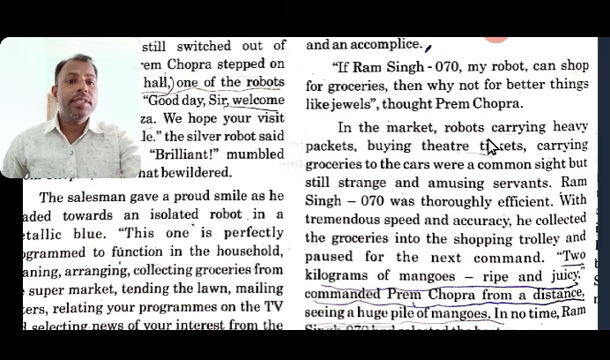 still switched out of
em Chopra stepped on
hall, one of the robots
"Good day, Sir, welcome
za. We hope your visit
le." the silver robot said
"Brilliant!" mumbled
hat bewildered.
The salesman gave a proud smile as he
aded towards an isolated robot in a
etallic blue. "This one is perfectly
ogrammed to function in the household,
aning, arranging, collecting groceries from
super market, tending the lawn, mailing
ters, relating your programmes on the TV
selecting news of your interest from the
and an accomplice.
"If Ram Singh - 070, my robot, can shop
for groceries, then why not for better things
like jewels", thought Prem Chopra.
In the market, robots carrying heavy
packets, buying theatre tickets, carrying
groceries to the cars were a common sight but
still strange and amusing servants. Ram
Singh - 070 was thoroughly efficient. With
tremendous speed and accuracy, he collected
the groceries into the shopping trolley and
paused for the next command. "Two
kilograms of mangoes - ripe and juicy,"
commanded Prem Chopra from a distance,
seeing a huge pile of mangoes. In no time, Ram